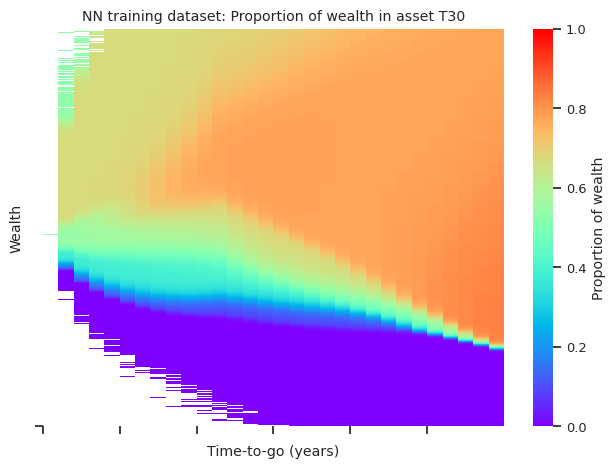 NN training dataset: Proportion of wealth in asset T30
Wealth
Time-to-go (years)
1.0
0.8
0.6
0.4
0.2
0.0
Proportion of wealth